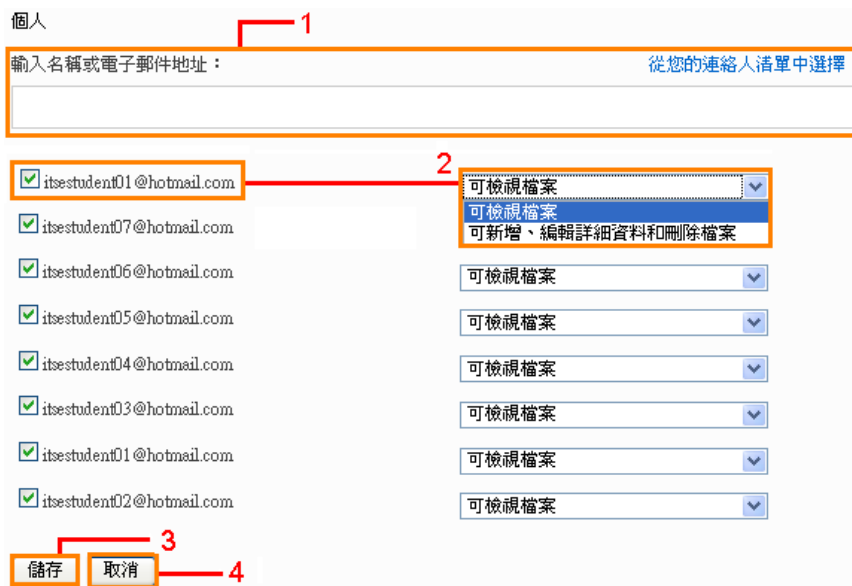 個人
1
輸入名稱或電子郵件地址：
從您的連絡人清單中選擇
itsestudent01@hotmail.com
2
可檢視檔案
可檢視檔案
可新增、編輯詳細資料和刪除檔案
itsestudent07@hotmail.com
itsestudent06@hotmail.com
可檢視檔案
itsestudent05@hotmail.com
可檢視檔案
itsestudent04@hotmail.com
可檢視檔案
itsestudent03@hotmail.com
可檢視檔案
itsestudent01@hotmail.com
可檢視檔案
itsestudent02@hotmail.com
可檢視檔案
3
儲存
取消
4